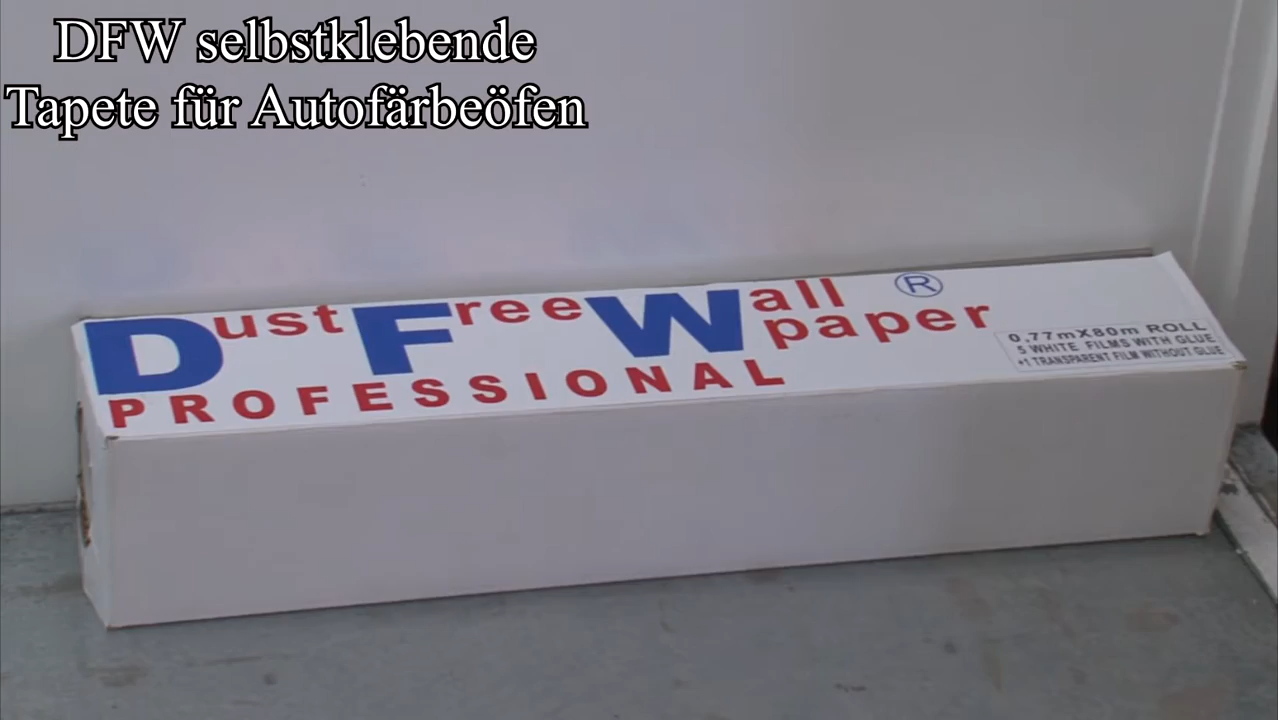 DFW selbstklebende
Tapete für Autofärbeöfen
Dust Free Wall paper ®
PROFESSIONAL
0,77mX80m ROLL
5 WHITE FILMS WITH GLUE
+1 TRANSPARENT FILM WITHOUT GLUE